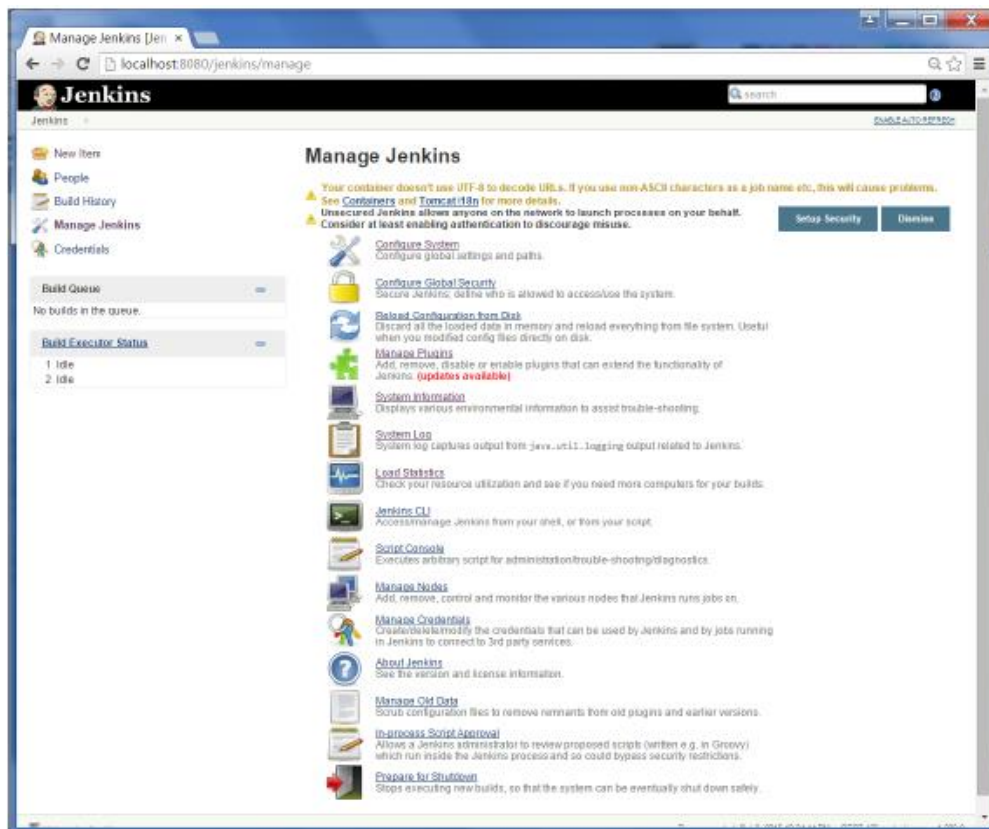 Manage Jenkins [Jen
localhost:8080/jenkins/manage
Jenkins
search
Jenkins
ENABLE AUTO REFRESH
New Item
People
Build History
Manage Jenkins
Credentials
Build Queue
No builds in the queue.
Build Executor Status
1 Idle
2 Idle
Manage Jenkins
Your container doesn't use UTF-8 to decode URLs. If you use non-ASCII characters as a job name etc, this will cause problems.
See Containers and Tomcat i18n for more details.
Unsecured Jenkins allows anyone on the network to launch processes on your behalf.
Consider at least enabling authentication to discourage misuse.
Setup Security
Dismiss
Configure System
Configure global settings and paths.
Configure Global Security
Secure Jenkins; define who is allowed to access/use the system.
Reload Configuration from Disk
Discard all the loaded data in memory and reload everything from file system. Useful
when you modified config files directly on disk.
Manage Plugins
Add, remove, disable or enable plugins that can extend the functionality of
Jenkins. (updates available)
System Information
Displays various environmental information to assist trouble-shooting.
System Log
System log captures output from java.util.logging output related to Jenkins.
Load Statistics
Check your resource utilization and see if you need more computers for your builds.
Jenkins CLI
Access/manage Jenkins from your shell, or from your script.
Script Console
Executes arbitrary script for administration/trouble-shooting/diagnostics.
Manage Nodes
Add, remove, control and monitor the various nodes that Jenkins runs jobs on.
Manage Credentials
Create/delete/modify the credentials that can be used by Jenkins and by jobs running
in Jenkins to connect to 3rd party services.
About Jenkins
See the version and license information.
Manage Old Data
Scrub configuration files to remove remnants from old plugins and earlier versions.
In-process Script Approval
Allows a Jenkins administrator to review proposed scripts (written e.g. in Groovy)
which run inside the Jenkins process and so could bypass security restrictions.
Prepare for Shutdown
Stops executing new builds, so that the system can be eventually shut down safely.